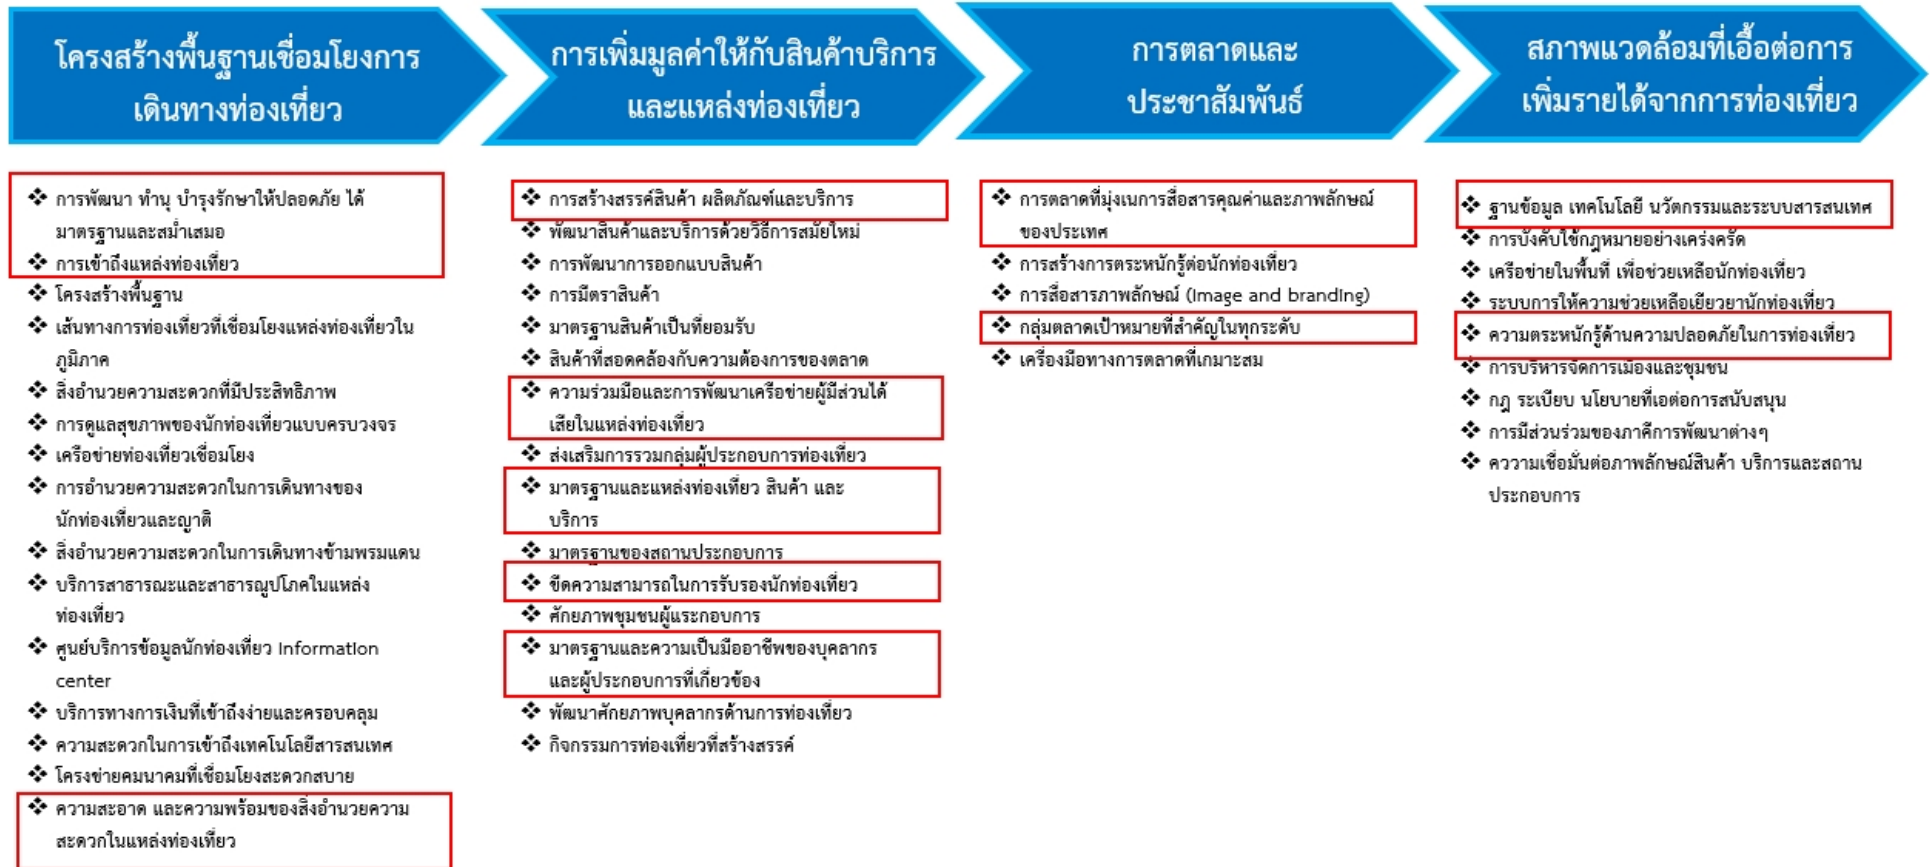 โครงสร้างพื้นฐานเชื่อมโยงการ
เดินทางท่องเที่ยว
❖ การพัฒนา ทำนุ บำรุงรักษาให้ปลอดภัย ได้
มาตรฐานและสม่ำเสมอ
❖ การเข้าถึงแหล่งท่องเที่ยว
❖ โครงสร้างพื้นฐาน
❖ เส้นทางการท่องเที่ยวที่เชื่อมโยงแหล่งท่องเที่ยวใน
ภูมิภาค
❖ สิ่งอำนวยความสะดวกที่มีประสิทธิภาพ
❖ การดูแลสุขภาพของนักท่องเที่ยวแบบครบวงจร
❖ เครือข่ายท่องเที่ยวเชื่อมโยง
❖ การอำนวยความสะดวกในการเดินทางของ
นักท่องเที่ยวและญาติ
❖ สิ่งอำนวยความสะดวกในการเดินทางข้ามพรมแดน
❖ บริการสาธารณะและสาธารณูปโภคในแหล่ง
ท่องเที่ยว
❖ ศูนย์บริการข้อมูลนักท่องเที่ยว Information
center
❖ บริการทางการเงินที่เข้าถึงง่ายและครอบคลุม
❖ ความสะดวกในการเข้าถึงเทคโนโลยีสารสนเทศ
❖ โครงข่ายคมนาคมที่เชื่อมโยงสะดวกสบาย
❖ ความสะอาด และความพร้อมของสิ่งอำนวยความ
สะดวกในแหล่งท่องเที่ยว
การเพิ่มมูลค่าให้กับสินค้าบริการ
และแหล่งท่องเที่ยว
❖ การสร้างสรรค์สินค้า ผลิตภัณฑ์และบริการ
❖ พัฒนาสินค้าและบริการด้วยวิธีการสมัยใหม่
❖ การพัฒนาการออกแบบสินค้า
❖ การมีตราสินค้า
❖ มาตรฐานสินค้าเป็นที่ยอมรับ
❖ สินค้าที่สอดคล้องกับความต้องการของตลาด
❖ ความร่วมมือและการพัฒนาเครือข่ายผู้มีส่วนได้
เสียในแหล่งท่องเที่ยว
❖ ส่งเสริมการรวมกลุ่มผู้ประกอบการท่องเที่ยว
❖ มาตรฐานและแหล่งท่องเที่ยว สินค้า และ
บริการ
❖ มาตรฐานของสถานประกอบการ
❖ ขีดความสามารถในการรับรองนักท่องเที่ยว
❖ ศักยภาพชุมชนผู้แระกอบการ
❖ มาตรฐานและความเป็นมืออาชีพของบุคลากร
และผู้ประกอบการที่เกี่ยวข้อง
❖ พัฒนาศักยภาพบุคลากรด้านการท่องเที่ยว
❖ กิจกรรมการท่องเที่ยวที่สร้างสรรค์
การตลาดและ
ประชาสัมพันธ์
❖ การตลาดที่มุ่งเนการสื่อสารคุณค่าและภาพลักษณ์
ของประเทศ
❖ การสร้างการตระหนักรู้ต่อนักท่องเที่ยว
❖ การสื่อสารภาพลักษณ์ (Image and branding)
❖ กลุ่มตลาดเป้าหมายที่สำคัญในทุกระดับ
❖ เครื่องมือทางการตลาดที่เกมาะสม
สภาพแวดล้อมที่เอื้อต่อการ
เพิ่มรายได้จากการท่องเที่ยว
❖ ฐานข้อมูล เทคโนโลยี นวัตกรรมและระบบสารสนเทศ
❖ การบังคับใช้กฎหมายอย่างเคร่งครัด
❖ เครือข่ายในพื้นที่ เพื่อช่วยเหลือนักท่องเที่ยว
❖ ระบบการให้ความช่วยเหลือเยียวยานักท่องเที่ยว
❖ ความตระหนักรู้ด้านความปลอดภัยในการท่องเที่ยว
❖ การบริหารจัดการเมืองและชุมชน
❖ กฎ ระเบียบ นโยบายที่เอต่อการสนับสนุน
❖ การมีส่วนร่วมของภาคีการพัฒนาต่างๆ
❖ คววามเชื่อมั่นต่อภาพลักษณ์สินค้า บริการและสถาน
ประกอบการ